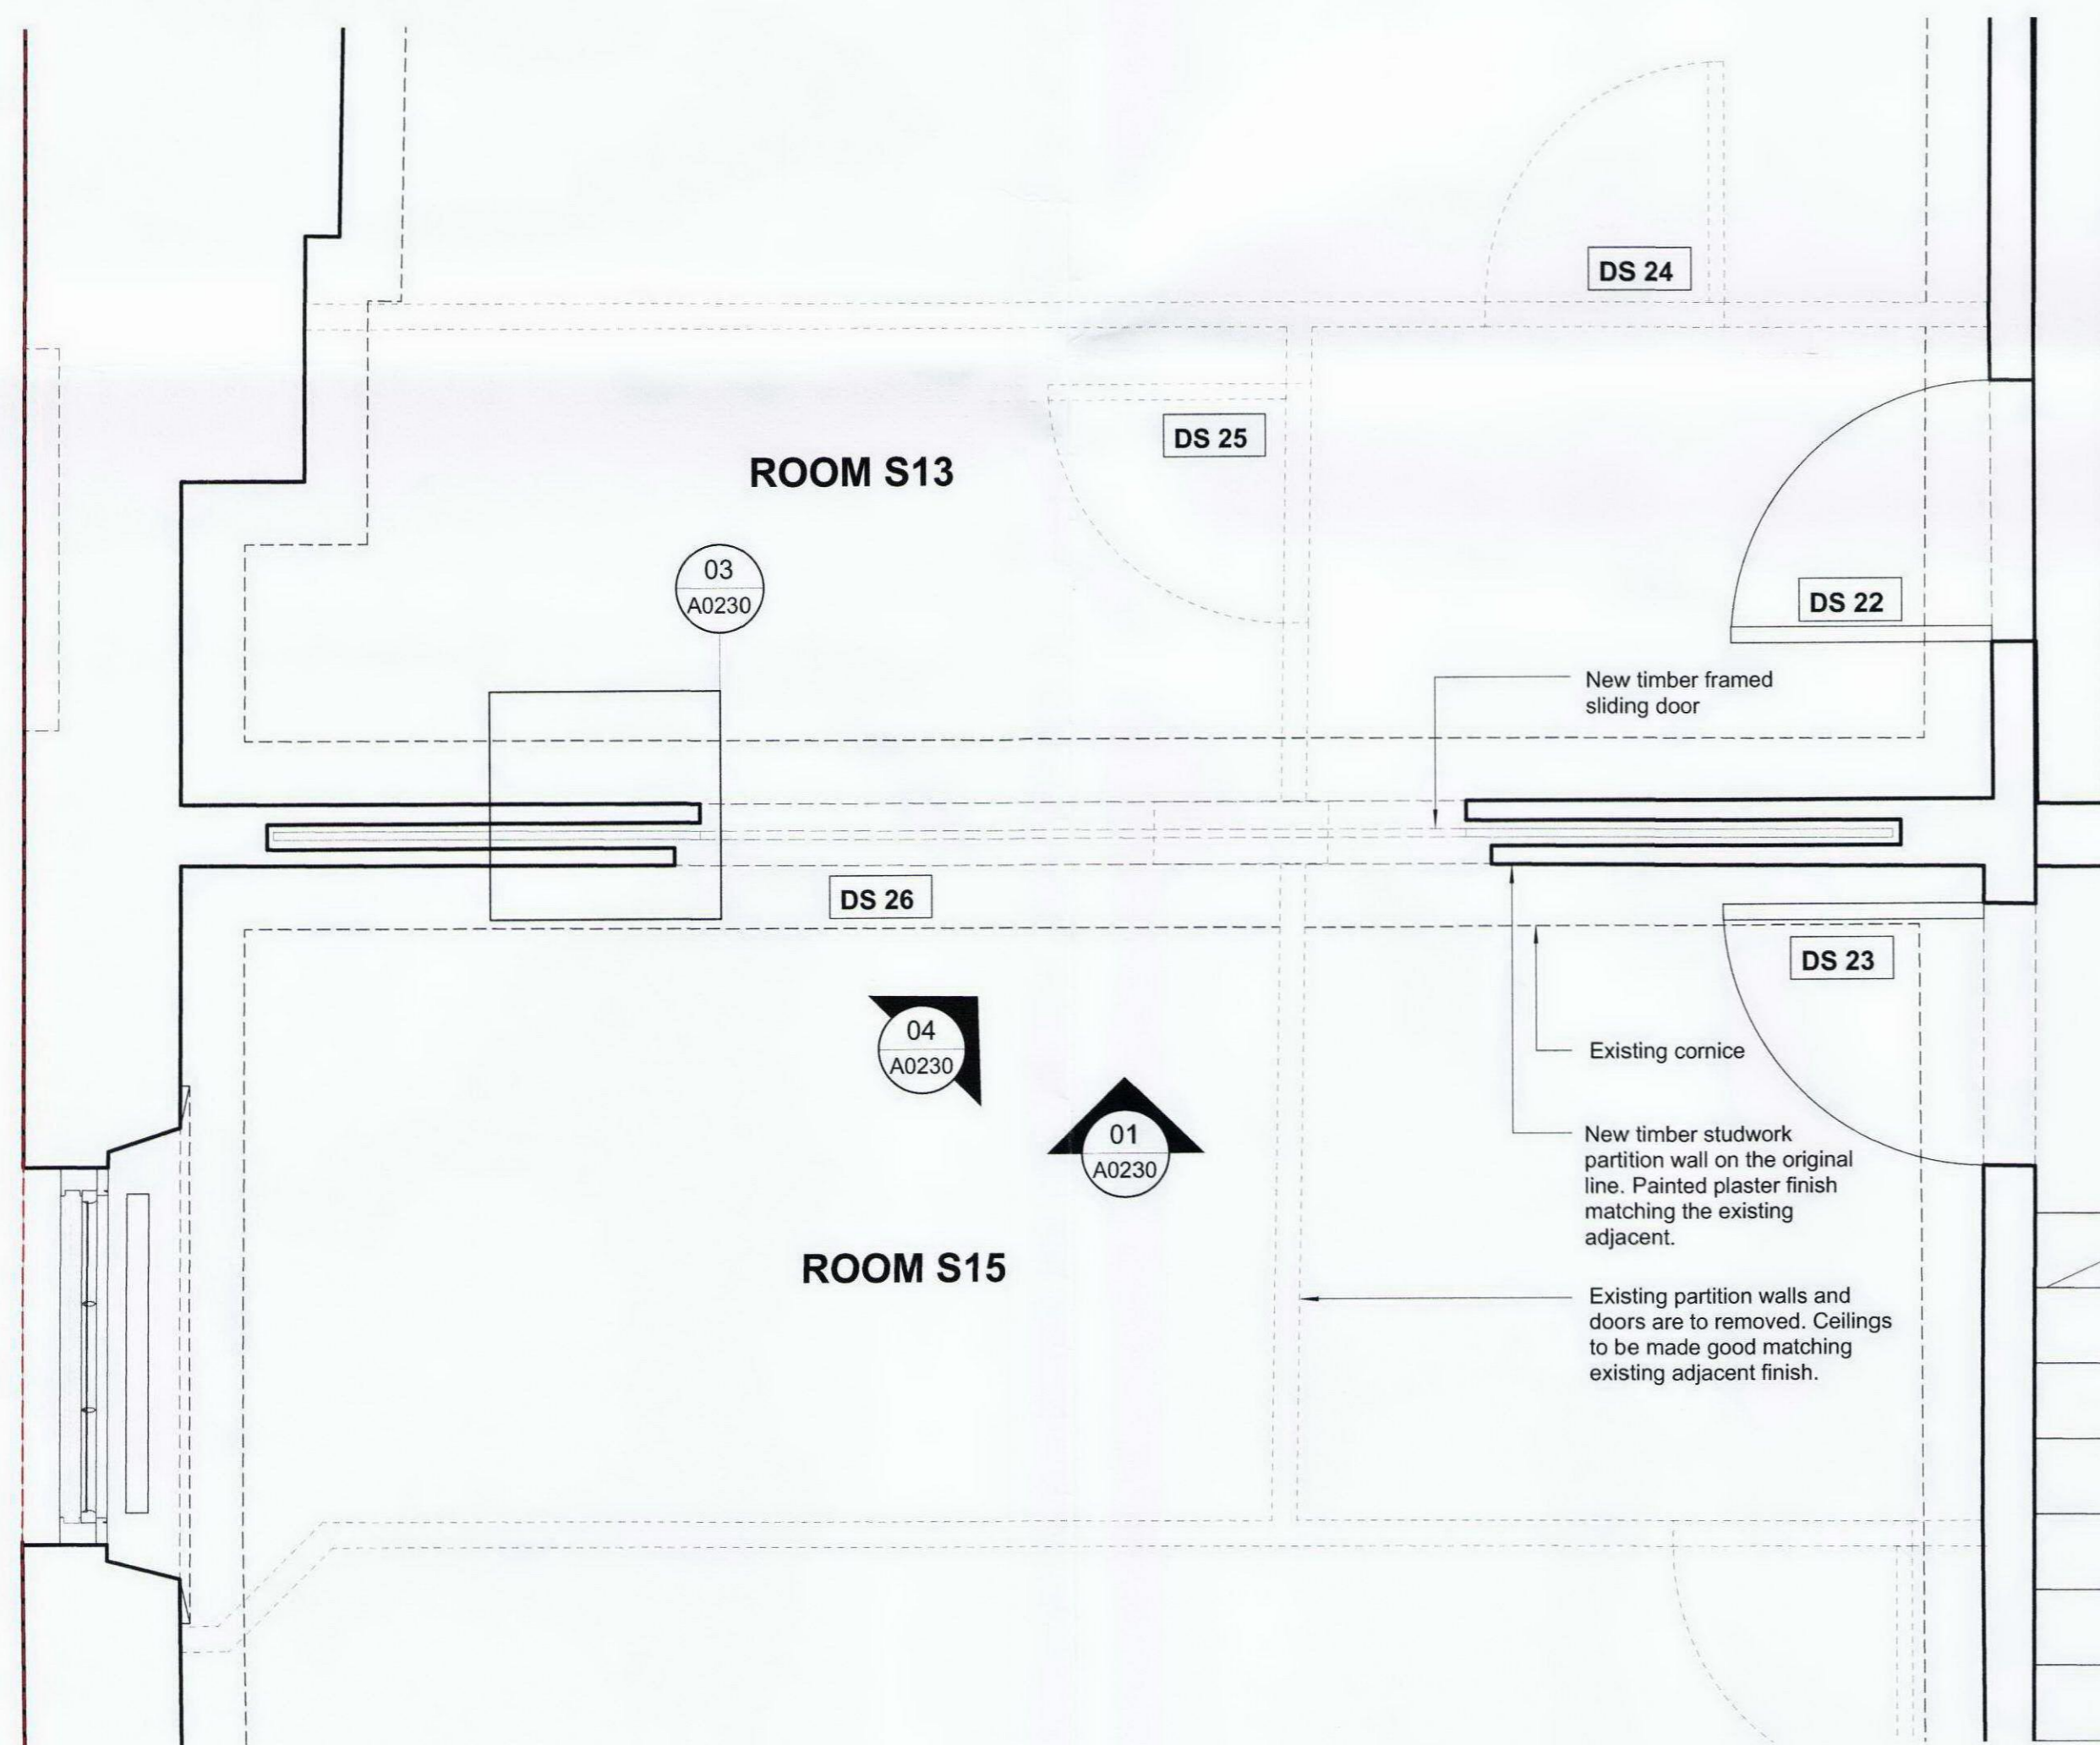 DS 24
DS 25
ROOM S13
03
A0230
DS 22
New timber framed
sliding door
DS 26
DS 23
04
A0230
Existing cornice
01
A0230
New timber studwork
partition wall on the original
line. Painted plaster finish
matching the existing
adjacent.
ROOM S15
Existing partition walls and
doors are to removed. Ceilings
to be made good matching
existing adjacent finish.